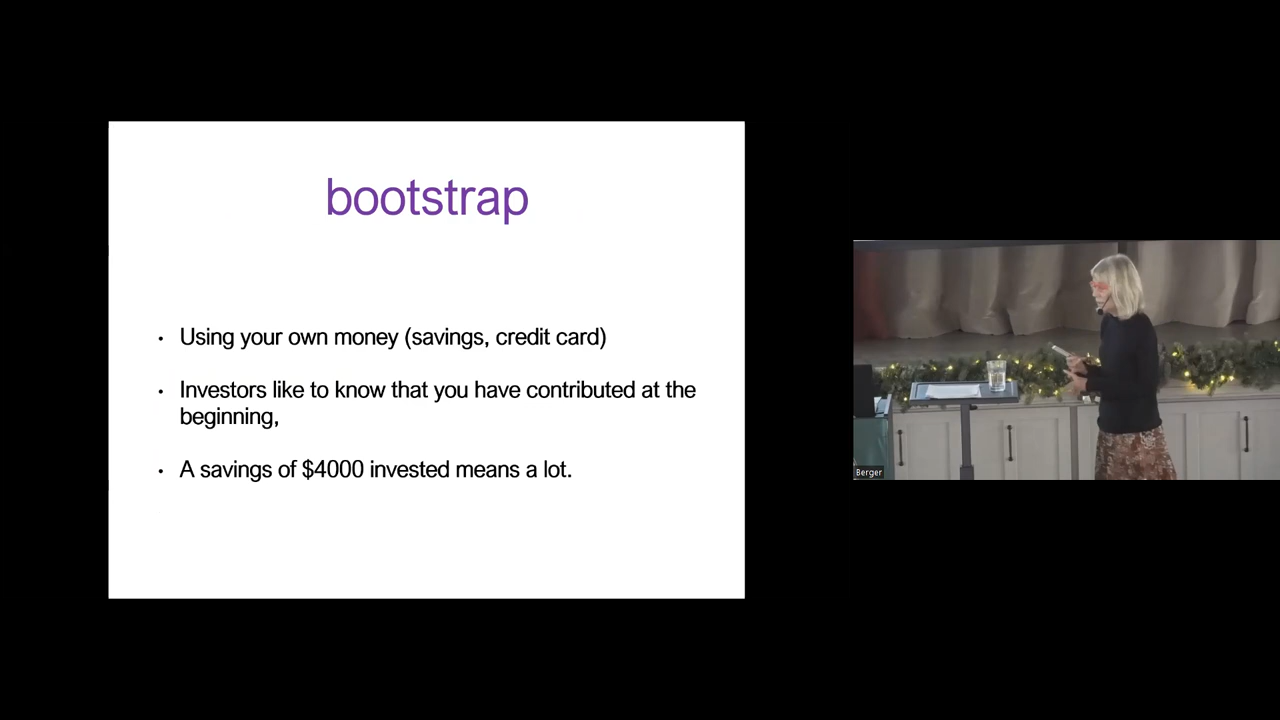 bootstrap
• Using your own money (savings, credit card)
• Investors like to know that you have contributed at the
beginning,
• A savings of $4000 invested means a lot.
Berger